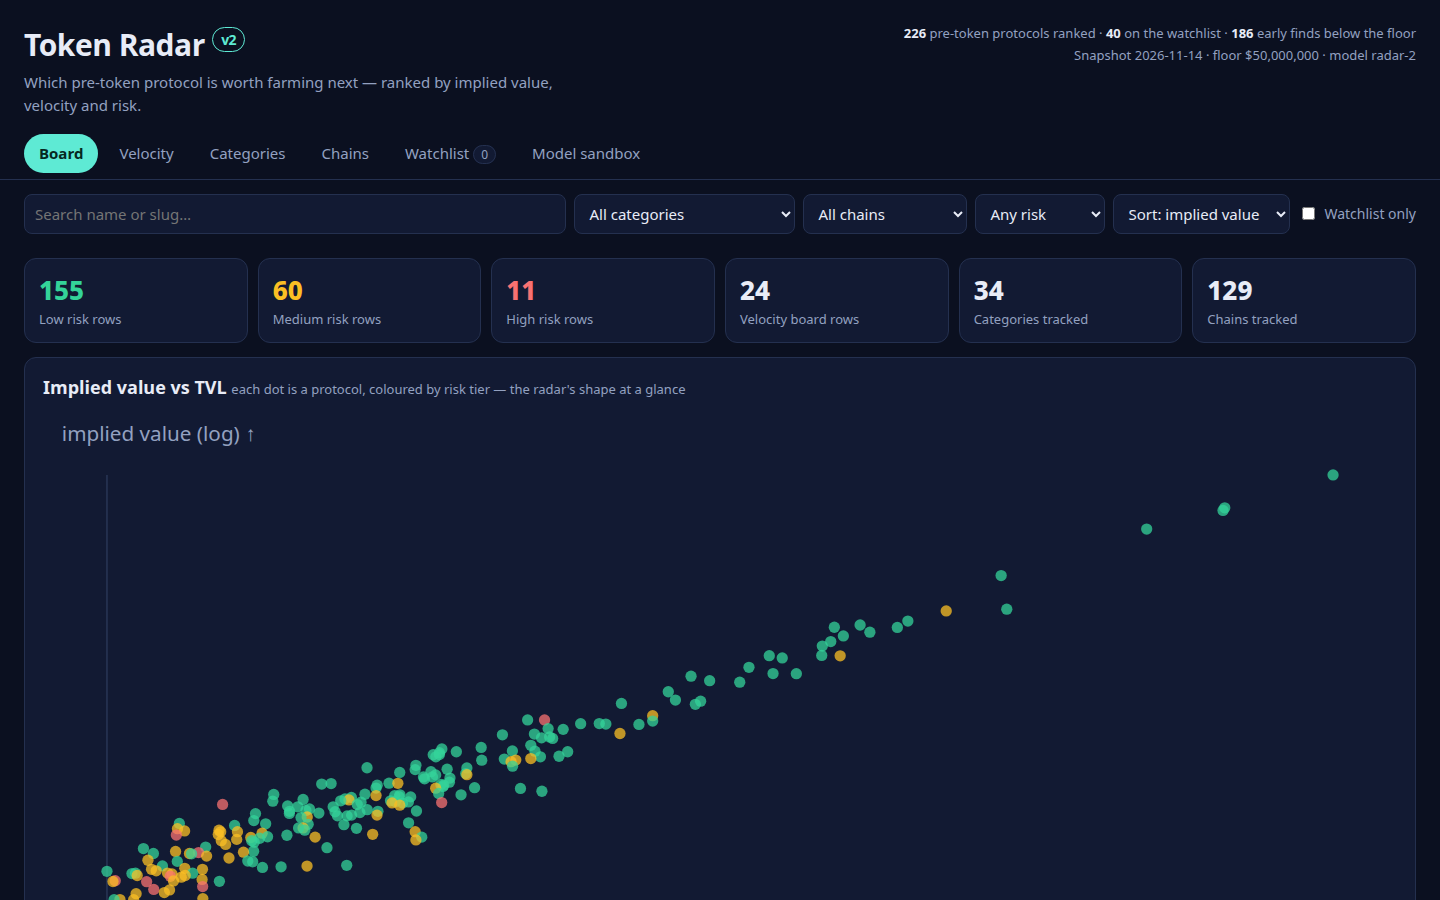 Token Radar v2
226 pre-token protocols ranked · 40 on the watchlist · 186 early finds below the floor
Snapshot 2026-11-14 · floor $50,000,000 · model radar-2
Which pre-token protocol is worth farming next — ranked by implied value,
velocity and risk.
Board Velocity Categories Chains Watchlist 0 Model sandbox
Search name or slug... All categories All chains Any risk Sort: implied value Watchlist only
155 60 11 24 34 129
Low risk rows Medium risk rows High risk rows Velocity board rows Categories tracked Chains tracked
Implied value vs TVL each dot is a protocol, coloured by risk tier — the radar's shape at a glance
implied value (log) ↑